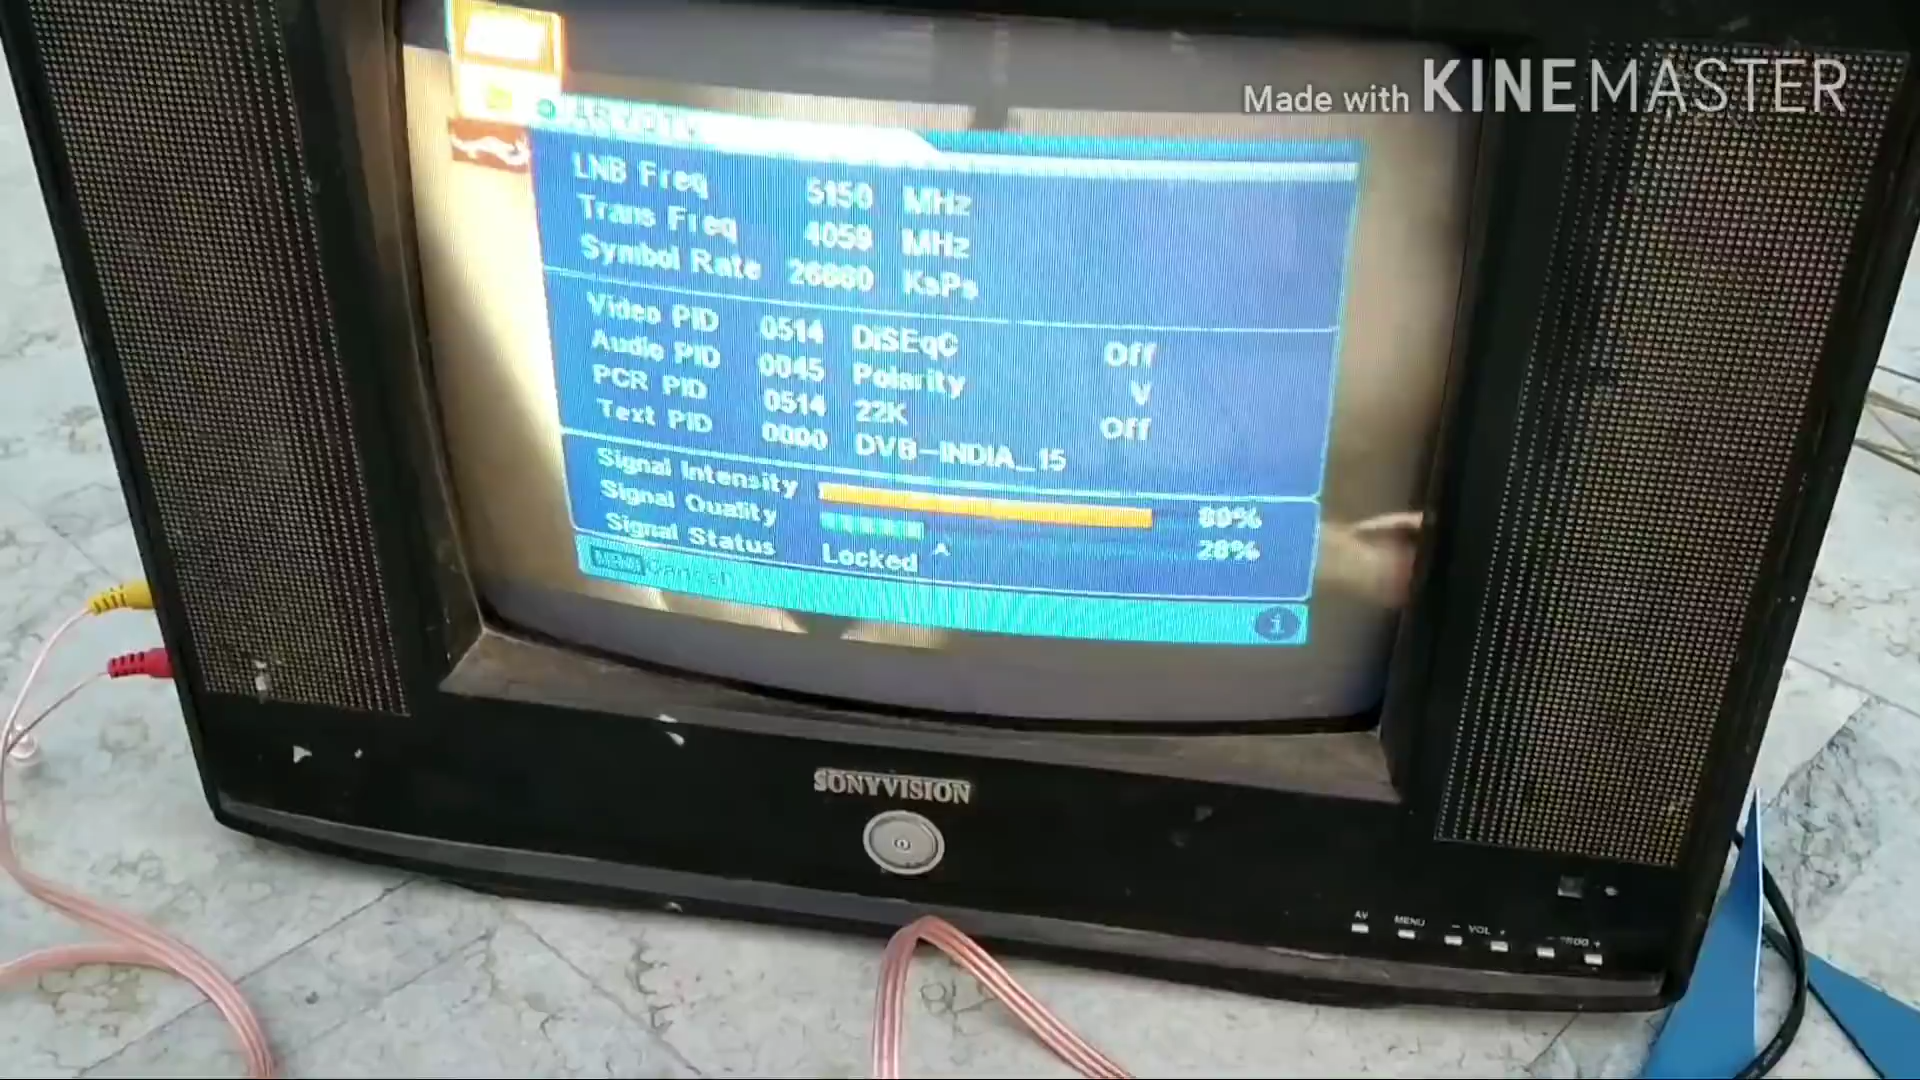 Made with KINEMASTER
LNB Freq 5150 MHz
Trans Freq 4059 MHz
Symbol Rate KsPs
Video PID 0514 DiSEqC Off
Audio PID 0045 Polarity V
PCR PID 0514 22K Off
Text PID 0000 DVB-INDIA_15
Signal Intensity
Signal Quality 28%
Signal Status Locked
Cancel
i
SONYVISION
AV MENU - VOL + - PROG +